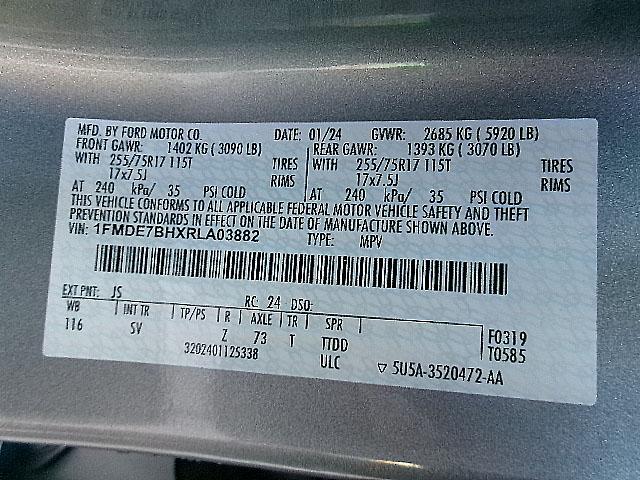 MFD. BY FORD MOTOR CO. DATE: 01/24 GVWR: 2685 KG ( 5920 LB)
FRONT GAWR: 1402 KG ( 3090 LB) REAR GAWR: 1393 KG ( 3070 LB)
WITH 255/75R17 115T TIRES WITH 255/75R17 115T TIRES
17x7.5J RIMS 17x7.5J RIMS
AT 240 kPa/ 35 PSI COLD AT 240 kPa/ 35 PSI COLD
THIS VEHICLE CONFORMS TO ALL APPLICABLE FEDERAL MOTOR VEHICLE SAFETY AND THEFT
PREVENTION STANDARDS IN EFFECT ON THE DATE OF MANUFACTURE SHOWN ABOVE.
VIN: 1FMDE7BHXRLA03882 TYPE: MPV
EXT PNT: JS RC: 24 DSO:
WB INT TR TP/PS R AXLE TR SPR
116 SV Z 73 T TTDD F0319
3202401125338 ULC T0585
▽ 5U5A-3520472-AA